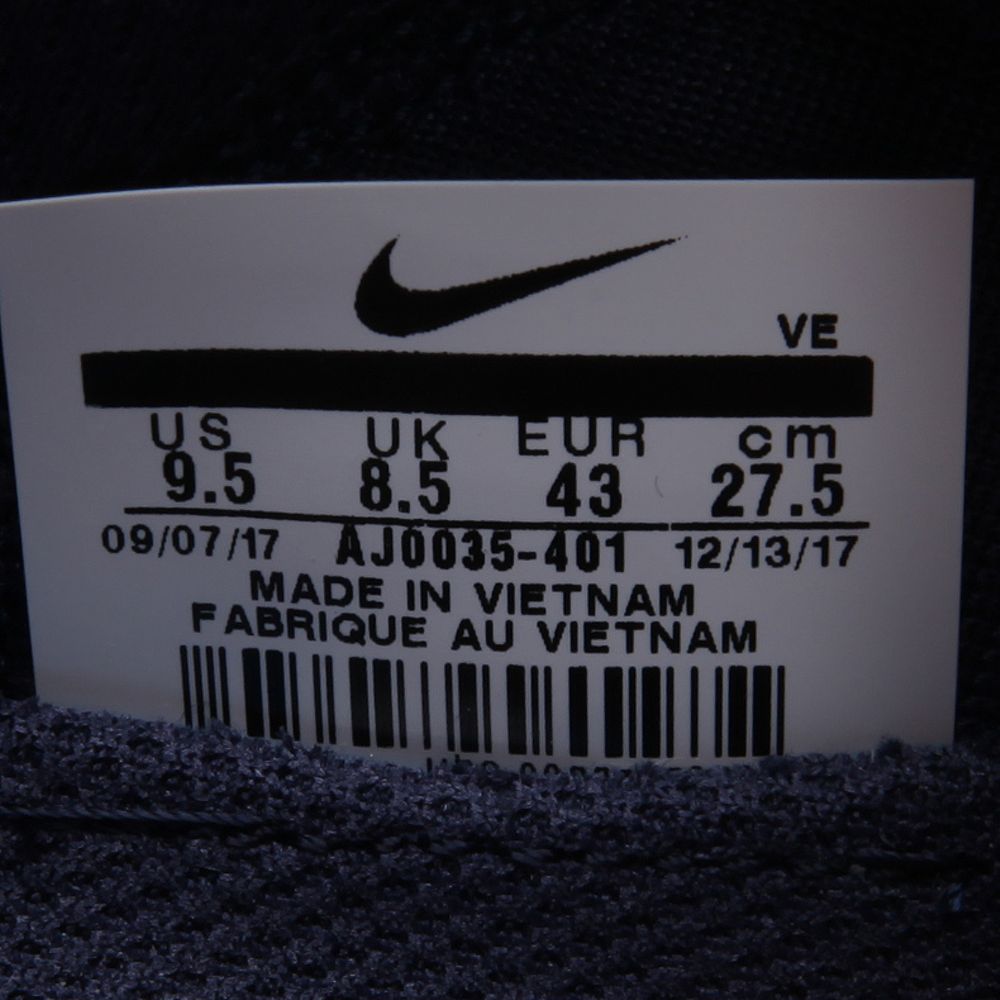 VE
US UK EUR cm
9.5 8.5 43 27.5
09/07/17 AJ0035-401 12/13/17
MADE IN VIETNAM
FABRIQUE AU VIETNAM